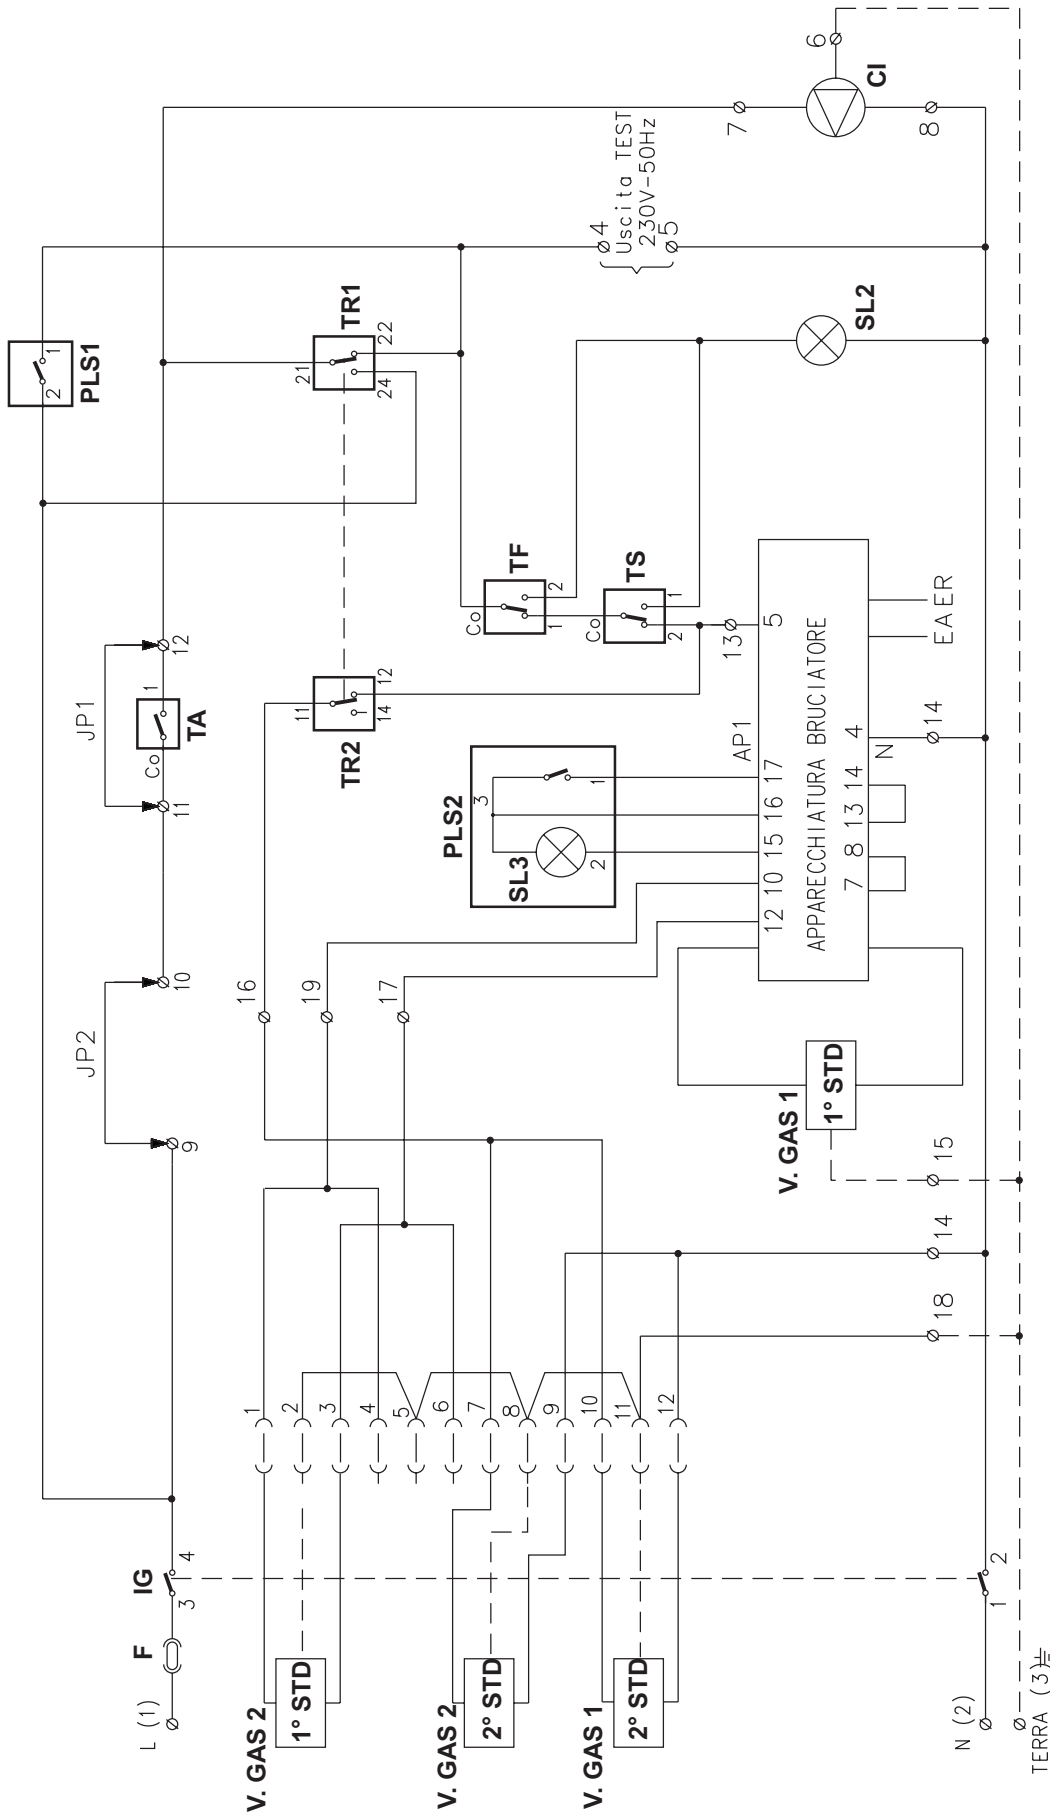 L (1)
F
IG
3
4
9
JP2
10
11
JP1
Co
TA
1
12
PLS1
2
1
TR1
21
22
24
TR2
11
12
14
TF
Co
1
2
TS
Co
2
1
4
Uscita TEST
230V-50Hz
5
7
8
6
CI
SL2
16
19
17
PLS2
3
SL3
2
1
AP1
12
10
15
16
17
13
5
APPARECCHIATURA BRUCIATORE
7
8
13
14
4
N
14
EA
ER
V. GAS 1
1° STD
15
14
18
1
2
3
4
5
6
7
8
9
10
11
12
V. GAS 2
1° STD
V. GAS 2
2° STD
V. GAS 1
2° STD
N (2)
1
2
TERRA (3)